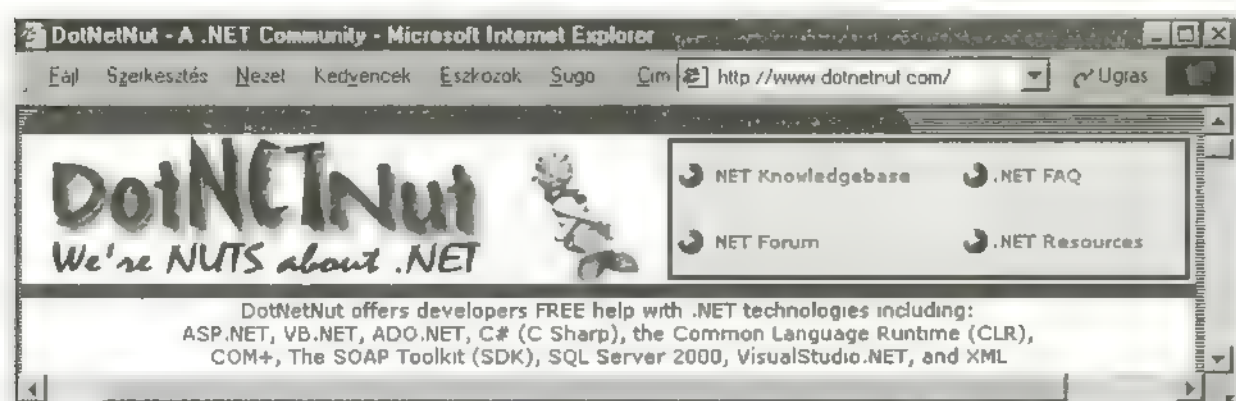 DotNetNut - A .NET Community - Microsoft Internet Explorer
Fájl Szerkesztés Nézet Kedvencek Eszközök Súgó Cím http://www.dotnetnut.com/ Ugrás
DotNETNut
We're NUTS about .NET
.NET Knowledgebase .NET FAQ
.NET Forum .NET Resources
DotNetNut offers developers FREE help with .NET technologies including:
ASP.NET, VB.NET, ADO.NET, C# (C Sharp), the Common Language Runtime (CLR),
COM+, The SOAP Toolkit (SDK), SQL Server 2000, VisualStudio.NET, and XML